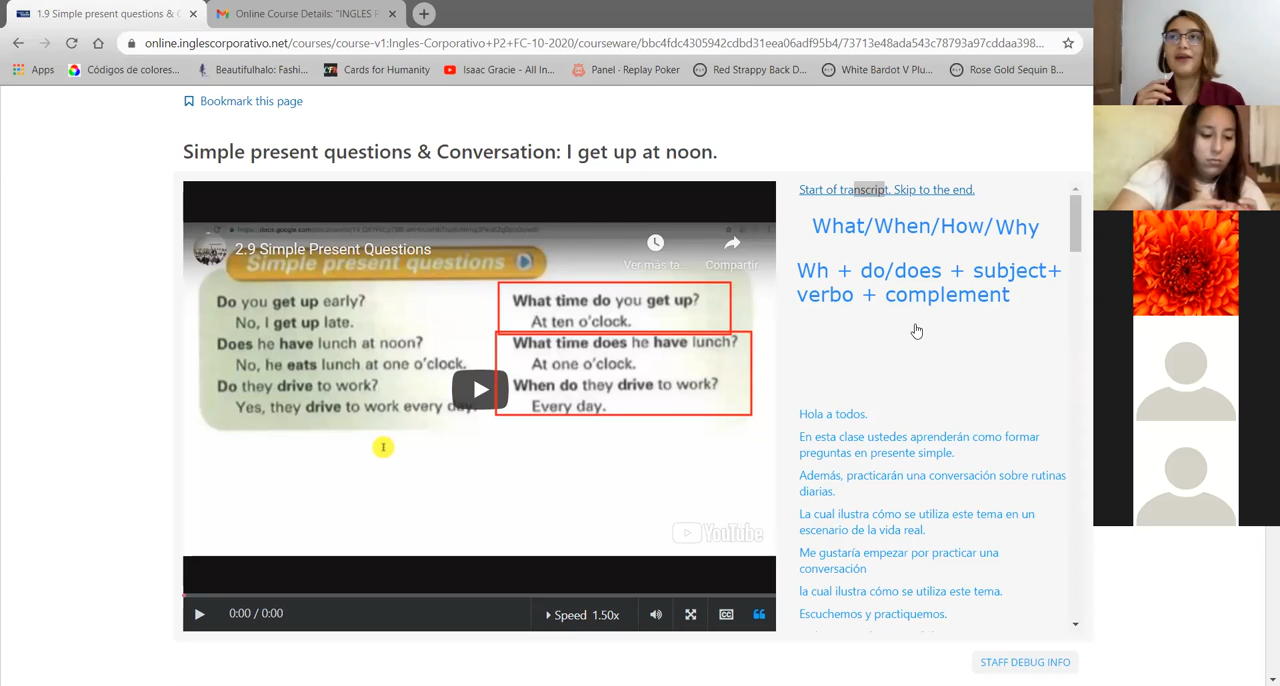 1.9 Simple present questions & C
Online Course Details: "INGLES F
online.inglescorporativo.net/courses/course-v1:Ingles-Corporativo+P2+FC-10-2020/courseware/bbc4fdc4305942cdbd31eea06adf95b4/73713e48ada543c78793a97cddaa398...
Apps
Códigos de colores...
Beautifulhalo: Fashi...
Cards for Humanity
Isaac Gracie - All In...
Panel · Replay Poker
Red Strappy Back D...
White Bardot V Plu...
Rose Gold Sequin B...
Bookmark this page
Simple present questions & Conversation: I get up at noon.
2.9 Simple Present Questions
Ver más ta...
Compartir
Simple present questions
Do you get up early?
No, I get up late.
Does he have lunch at noon?
No, he eats lunch at one o'clock.
Do they drive to work?
Yes, they drive to work every day.
What time do you get up?
At ten o'clock.
What time does he have lunch?
At one o'clock.
When do they drive to work?
Every day.
YouTube
0:00 / 0:00
Speed 1.50x
CC
Start of transcript. Skip to the end.
What/When/How/Why
Wh + do/does + subject+
verbo + complement
Hola a todos.
En esta clase ustedes aprenderán como formar
preguntas en presente simple.
Además, practicarán una conversación sobre rutinas
diarias.
La cual ilustra cómo se utiliza este tema en un
escenario de la vida real.
Me gustaría empezar por practicar una
conversación
la cual ilustra cómo se utiliza este tema.
Escuchemos y practiquemos.
STAFF DEBUG INFO